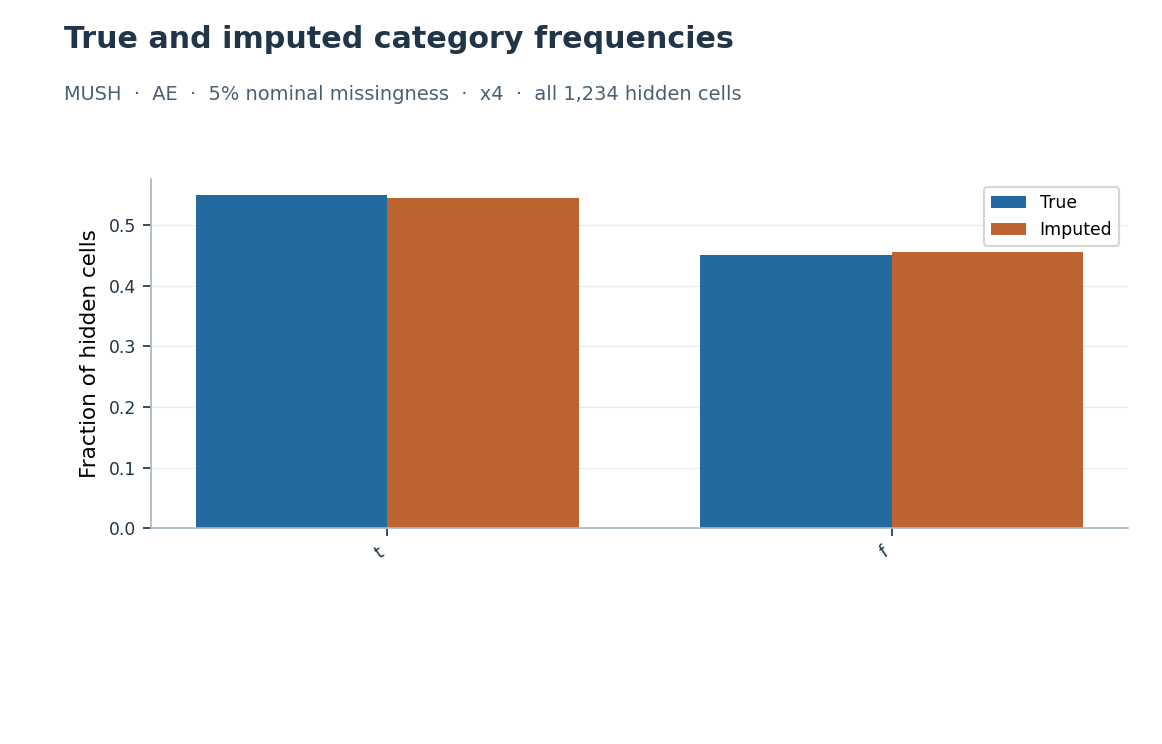 True and imputed category frequencies
MUSH · AE · 5% nominal missingness · x4 · all 1,234 hidden cells
True
Imputed
Fraction of hidden cells
0.5
0.4
0.3
0.2
0.1
0.0
t
f